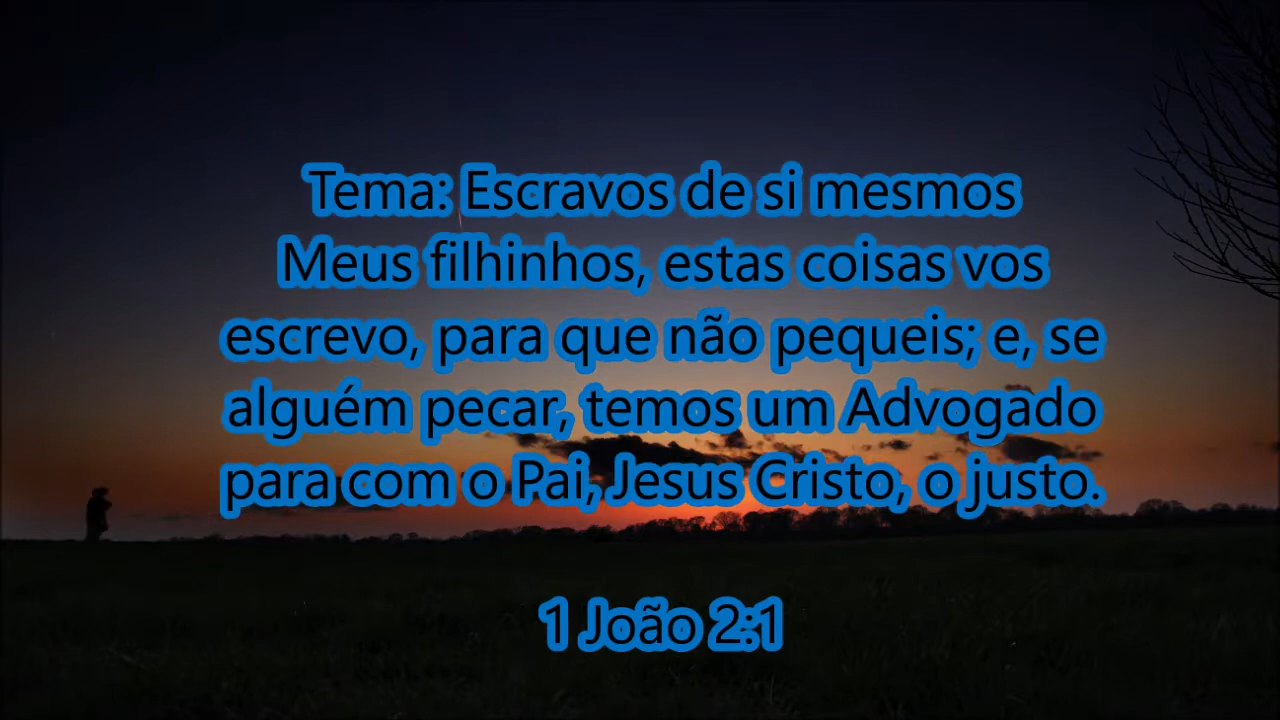 Tema: Escravos de si mesmos
Meus filhinhos, estas coisas vos
escrevo, para que não pequeis; e, se
alguém pecar, temos um Advogado
para com o Pai, Jesus Cristo, o justo.
1 João 2:1